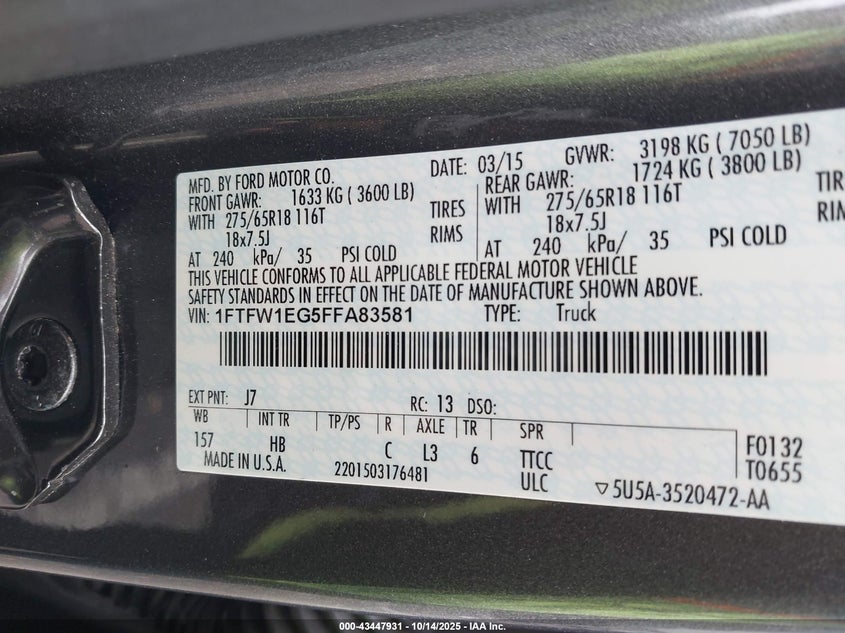 MFD. BY FORD MOTOR CO. DATE: 03/15 GVWR: 3198 KG ( 7050 LB)
FRONT GAWR: 1633 KG ( 3600 LB) REAR GAWR: 1724 KG ( 3800 LB)
WITH 275/65R18 116T TIRES WITH 275/65R18 116T TIR
18x7.5J RIMS 18x7.5J RIM
AT 240 kPa/ 35 PSI COLD AT 240 kPa/ 35 PSI COLD
THIS VEHICLE CONFORMS TO ALL APPLICABLE FEDERAL MOTOR VEHICLE
SAFETY STANDARDS IN EFFECT ON THE DATE OF MANUFACTURE SHOWN ABOVE.
VIN: 1FTFW1EG5FFA83581 TYPE: Truck
EXT PNT: J7 RC: 13 DSO:
WB INT TR TP/PS R AXLE TR SPR
157 HB C L3 6 TTCC F0132
MADE IN U.S.A. 2201503176481 ULC T0655
▽5U5A-3520472-AA
000-43447931 - 10/14/2025 - IAA Inc.